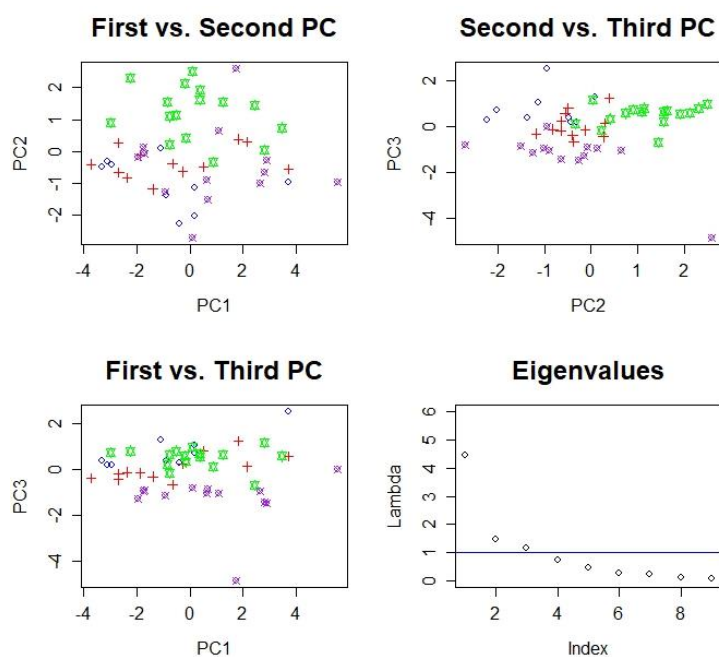 First vs. Second PC
PC2
2
1
0
-1
-2
-4 -2 0 2 4
PC1
Second vs. Third PC
PC3
2
0
-2
-4
-2 -1 0 1 2
PC2
First vs. Third PC
PC3
2
0
-2
-4
-4 -2 0 2 4
PC1
Eigenvalues
Lambda
6
5
4
3
2
1
0
2 4 6 8
Index